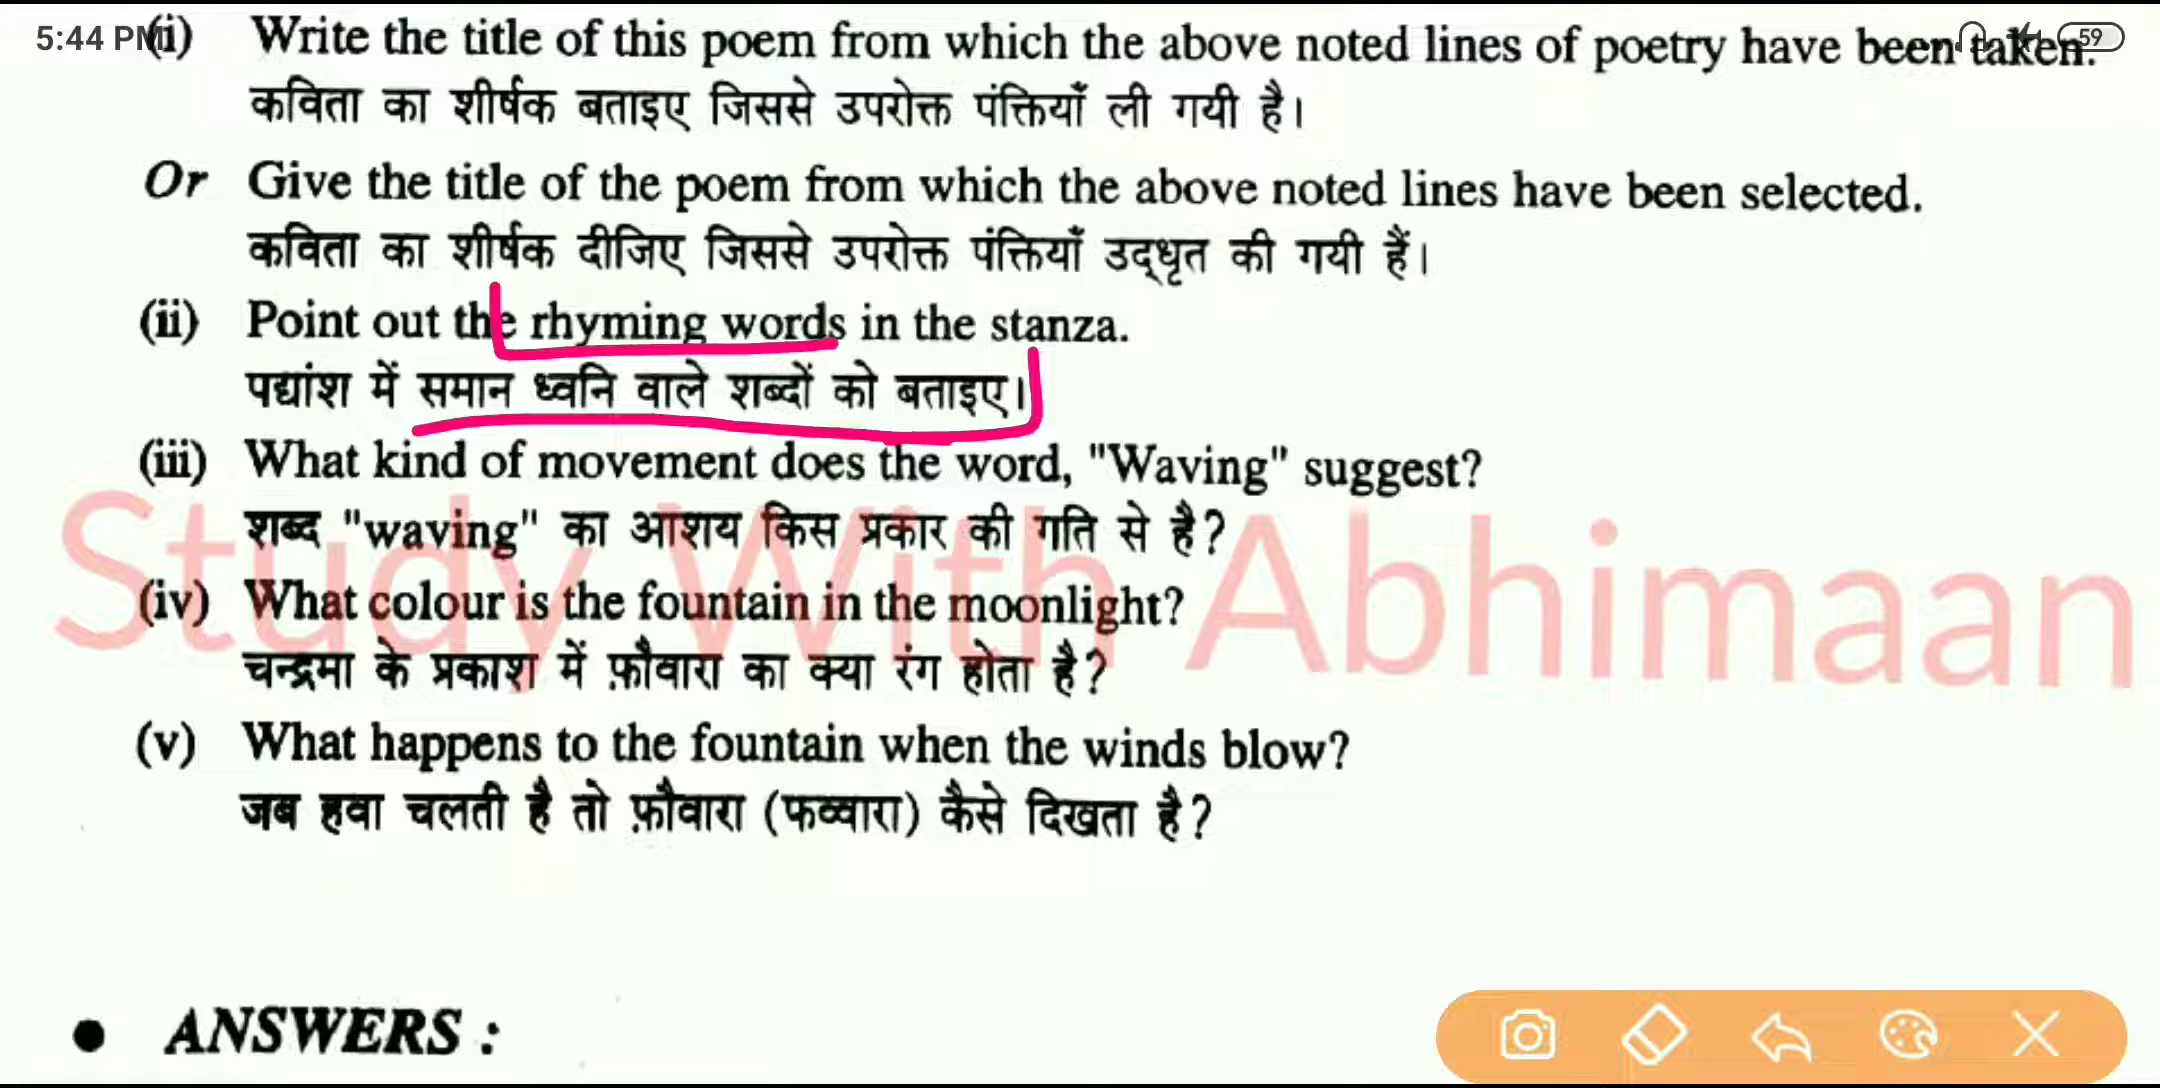 5:44 PM
59
(i) Write the title of this poem from which the above noted lines of poetry have been taken.
कविता का शीर्षक बताइए जिससे उपरोक्त पंक्तियाँ ली गयी है।
Or Give the title of the poem from which the above noted lines have been selected.
कविता का शीर्षक दीजिए जिससे उपरोक्त पंक्तियाँ उद्धृत की गयी हैं।
(ii) Point out the rhyming words in the stanza.
पद्यांश में समान ध्वनि वाले शब्दों को बताइए।
(iii) What kind of movement does the word, "Waving" suggest?
शब्द "waving" का आशय किस प्रकार की गति से है?
Study With Abhimaan
(iv) What colour is the fountain in the moonlight?
चन्द्रमा के प्रकाश में फ़ौवारा का क्या रंग होता है?
(v) What happens to the fountain when the winds blow?
जब हवा चलती है तो फ़ौवारा (फव्वारा) कैसे दिखता है?
● ANSWERS :